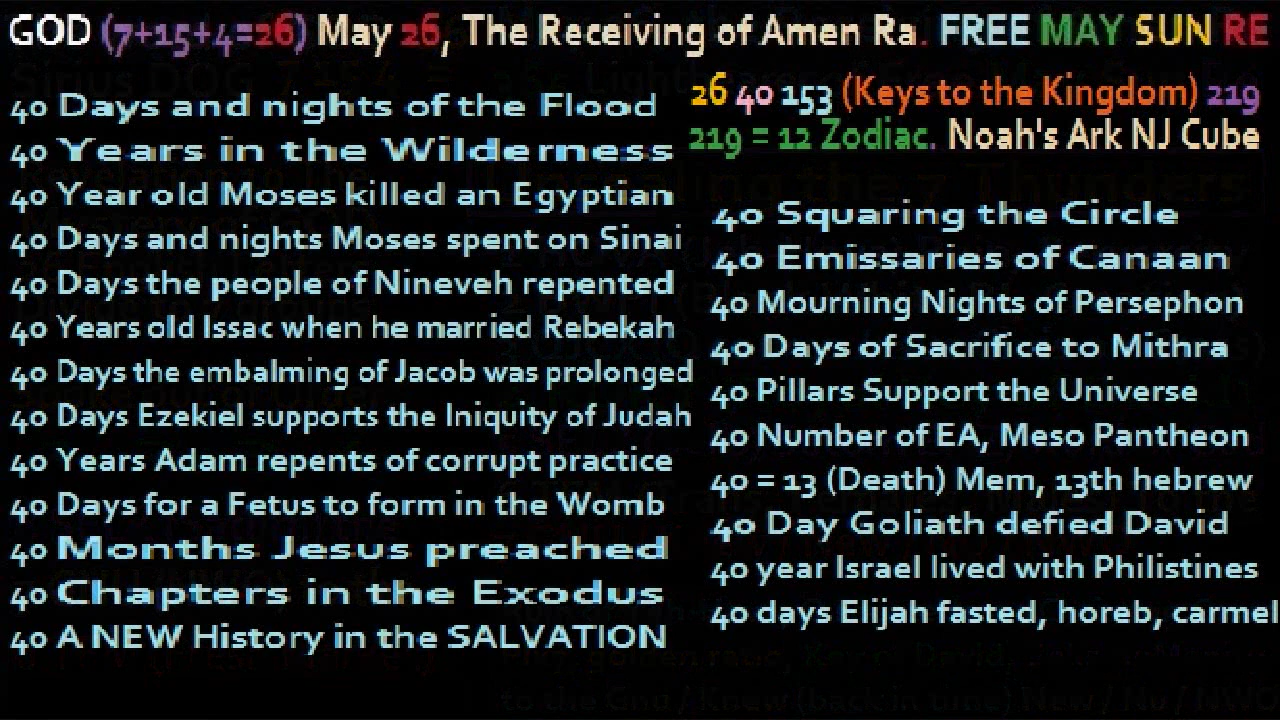 GOD (7+15+4=26) May 26, The Receiving of Amen Ra. FREE MAY SUN RE
26 40 153 (Keys to the Kingdom) 219
219 = 12 Zodiac. Noah's Ark NJ Cube
40 Days and nights of the Flood
40 Years in the Wilderness
40 Year old Moses killed an Egyptian
40 Days and nights Moses spent on Sinai
40 Days the people of Nineveh repented
40 Years old Issac when he married Rebekah
40 Days the embalming of Jacob was prolonged
40 Days Ezekiel supports the Iniquity of Judah
40 Years Adam repents of corrupt practice
40 Days for a Fetus to form in the Womb
40 Months Jesus preached
40 Chapters in the Exodus
40 A NEW History in the SALVATION
40 Squaring the Circle
40 Emissaries of Canaan
40 Mourning Nights of Persephon
40 Days of Sacrifice to Mithra
40 Pillars Support the Universe
40 Number of EA, Meso Pantheon
40 = 13 (Death) Mem, 13th hebrew
40 Day Goliath defied David
40 year Israel lived with Philistines
40 days Elijah fasted, horeb, carmel